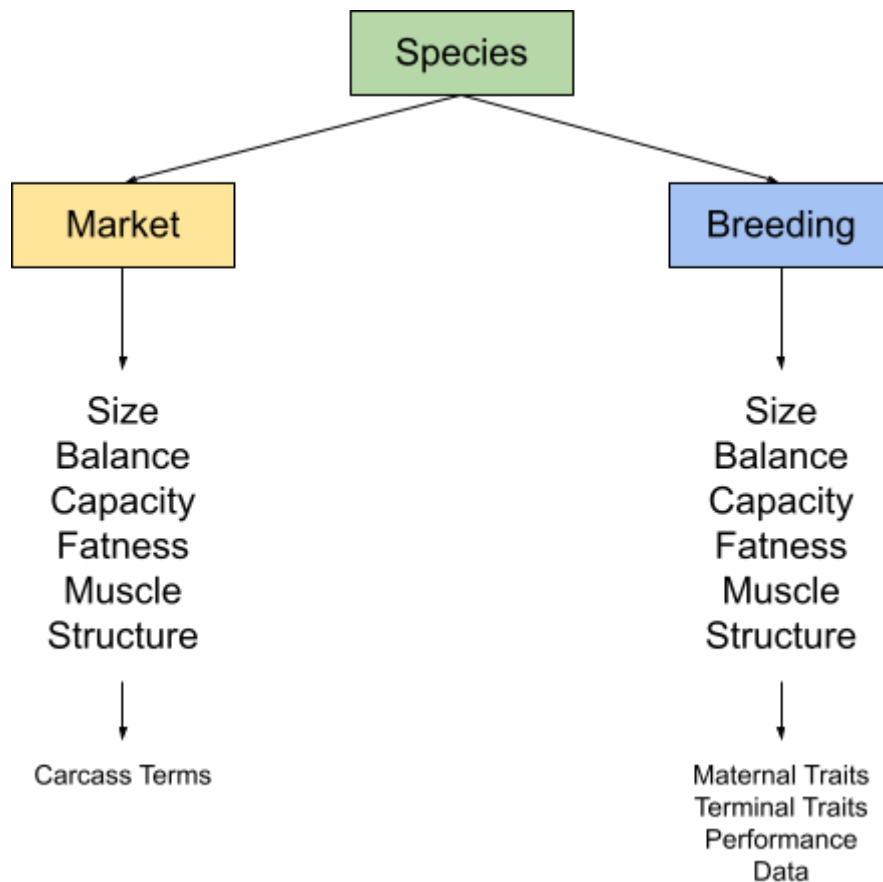 Species
Market
Breeding
Size
Balance
Capacity
Fatness
Muscle
Structure
Carcass Terms
Size
Balance
Capacity
Fatness
Muscle
Structure
Maternal Traits
Terminal Traits
Performance
Data